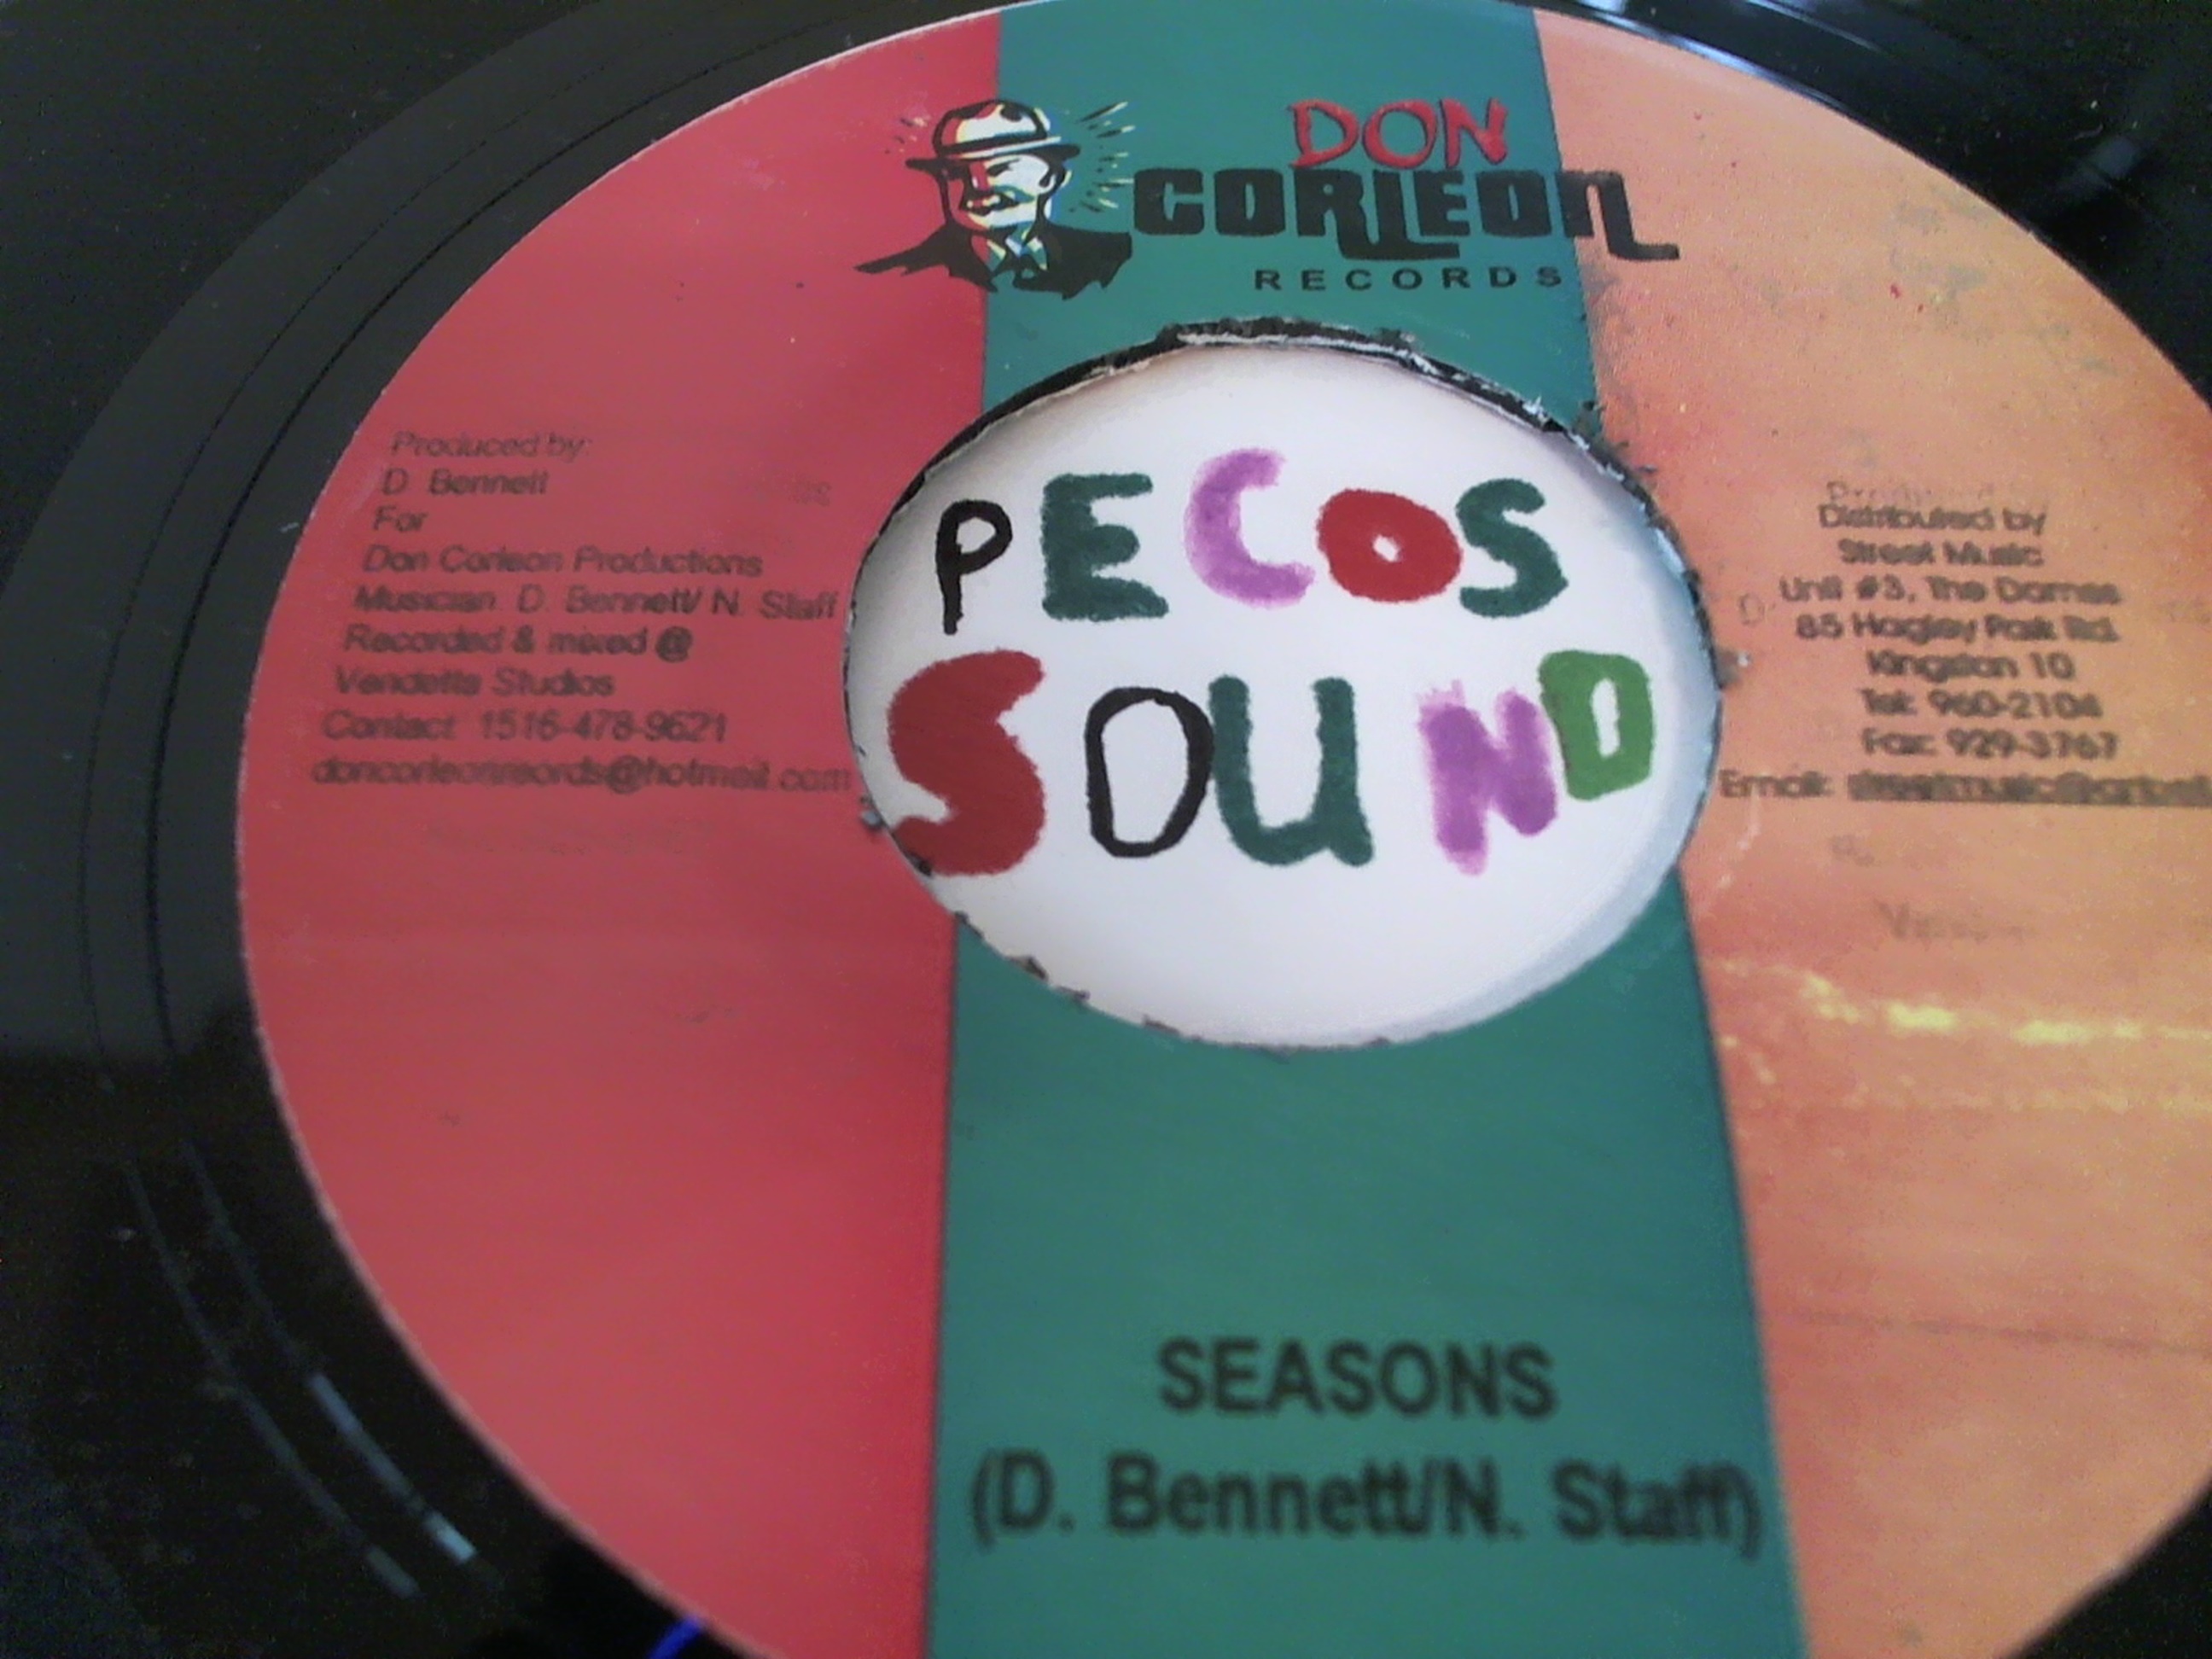 DON
CORLEON
RECORDS
Produced by:
D. Bennett
For
Don Corleon Productions
Musician: D. Bennett/ N. Staff
Recorded & mixed @
Vendetta Studios
Contact: 1516-478-9621
doncorleonreords@hotmail.com
PECOS
SOUND
Distributed by
Street Music
Unit #3, The Domes
85 Hagley Park Rd.
Kingston 10
Tel: 960-2104
Fax: 929-3767
Email:
SEASONS
(D. Bennett/N. Staff)